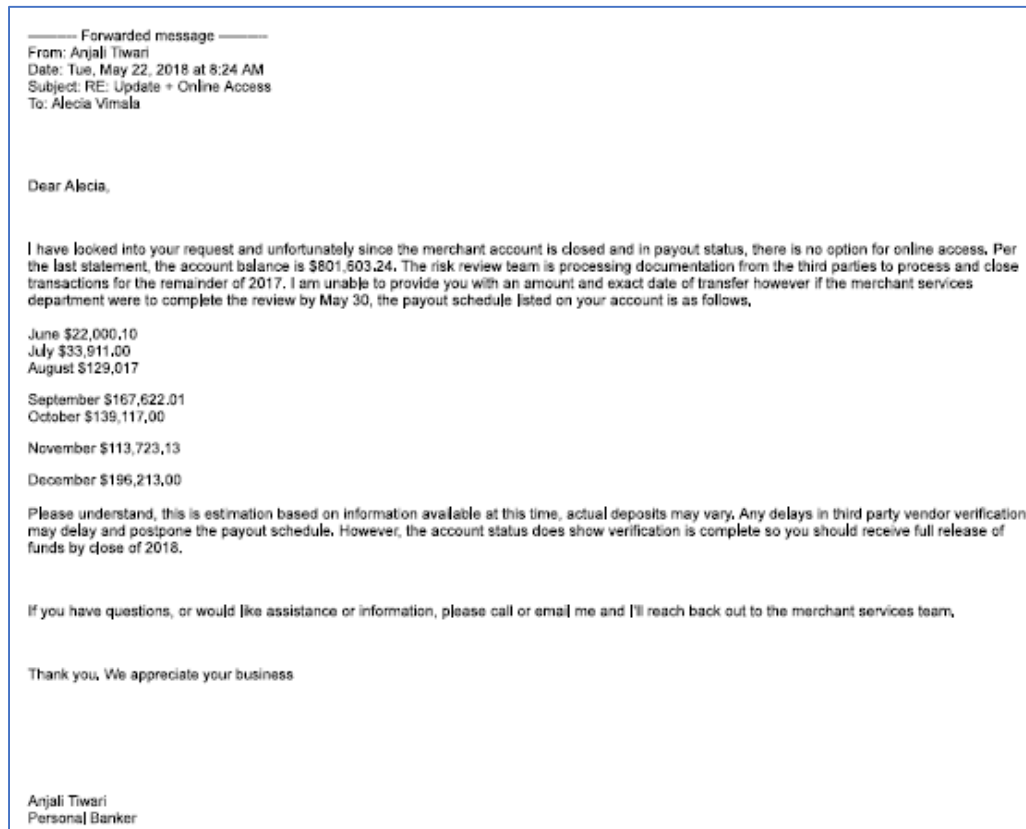 ———— Forwarded message ————
From: Anjali Tiwari
Date: Tue, May 22, 2018 at 8:24 AM
Subject: RE: Update + Online Access
To: Alecia Vimala
Dear Alecia,
I have looked into your request and unfortunately since the merchant account is closed and in payout status, there is no option for online access. Per
the last statement, the account balance is $801,603.24. The risk review team is processing documentation from the third parties to process and close
transactions for the remainder of 2017. I am unable to provide you with an amount and exact date of transfer however if the merchant services
department were to complete the review by May 30, the payout schedule listed on your account is as follows,
June $22,000.10
July $33,911.00
August $129,017
September $167,622.01
October $139,117,00
November $113,723,13
December $196,213,00
Please understand, this is estimation based on information available at this time, actual deposits may vary. Any delays in third party vendor verification
may delay and postpone the payout schedule. However, the account status does show verification is complete so you should receive full release of
funds by close of 2018.
If you have questions, or would like assistance or information, please call or email me and I'll reach back out to the merchant services team,
Thank you. We appreciate your business
Anjali Tiwari
Personal Banker